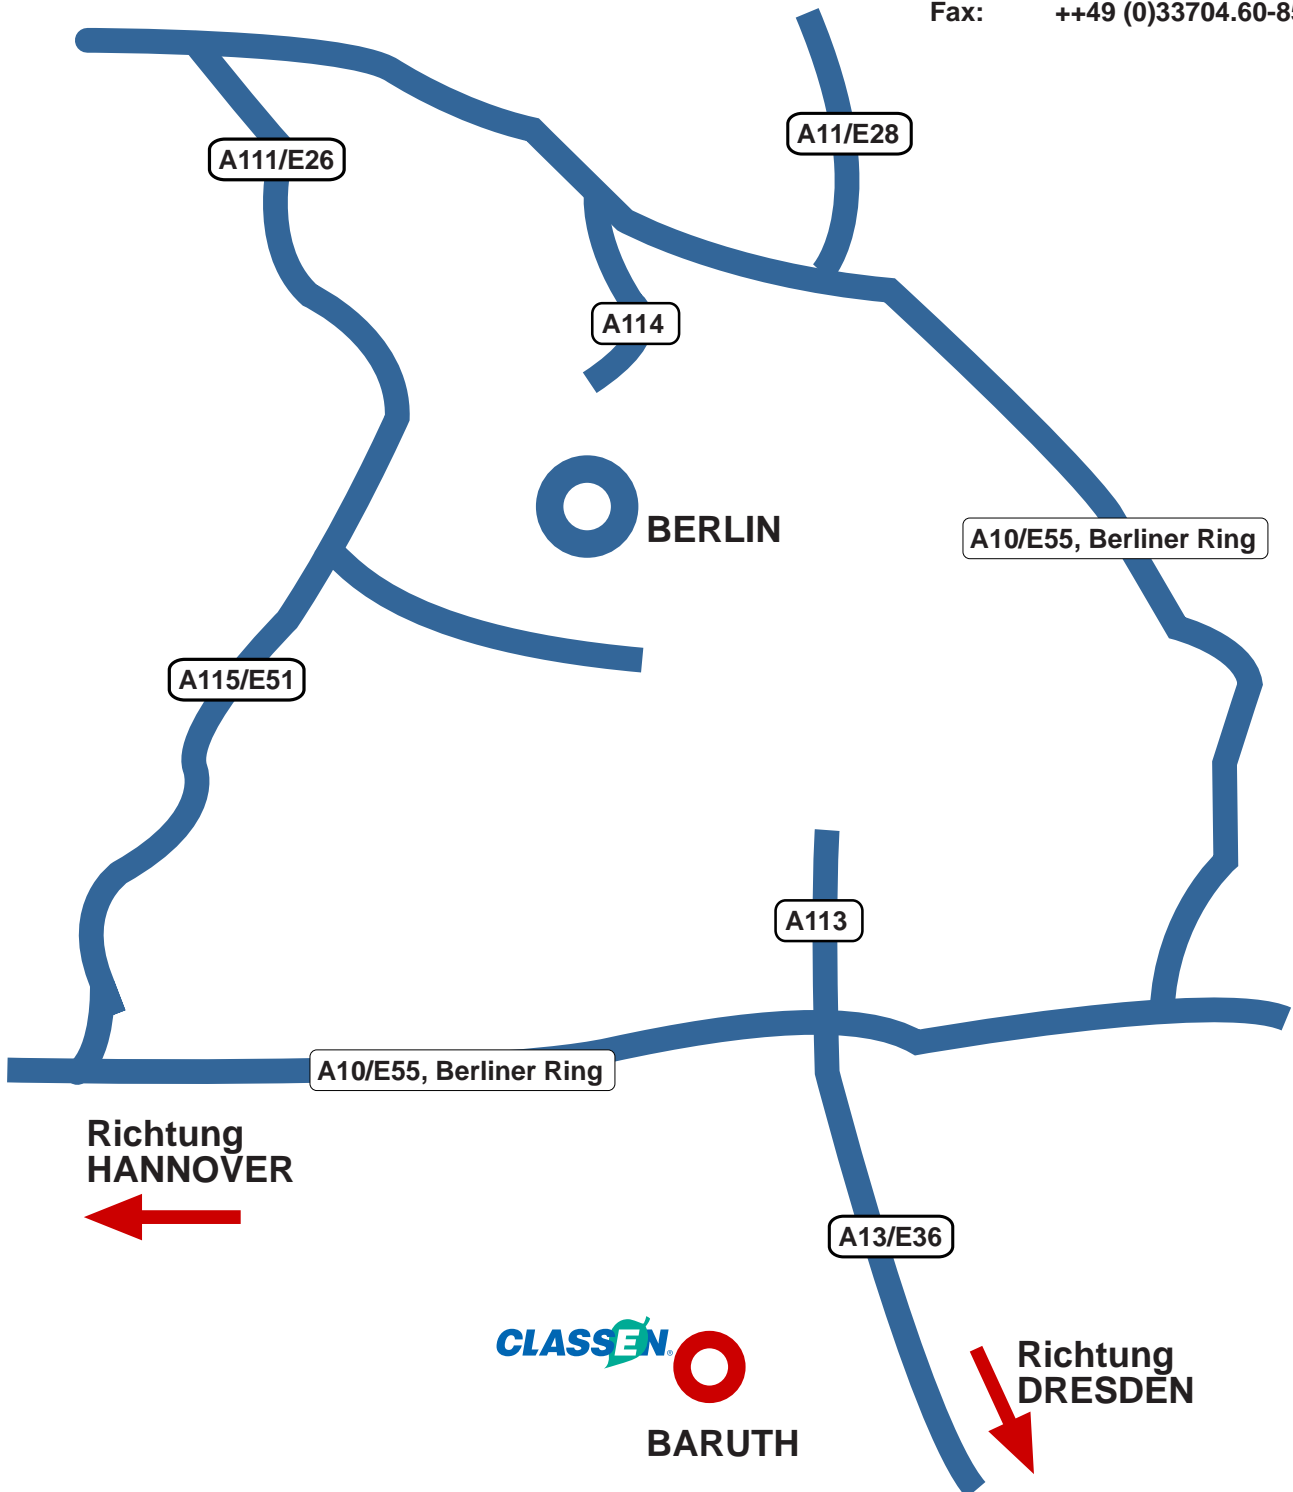 Fax: ++49 (0)33704.60-85
A11/E28
A111/E26
A114
BERLIN
A10/E55, Berliner Ring
A115/E51
A113
A10/E55, Berliner Ring
Richtung
HANNOVER
A13/E36
CLASSEN®
Richtung
DRESDEN
BARUTH